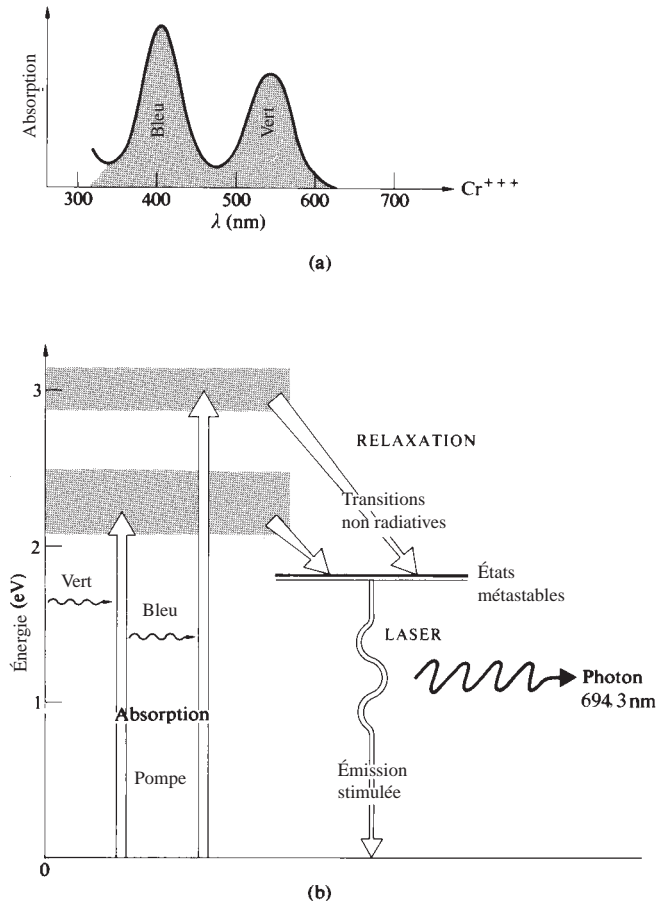 Absorption
Bleu
Vert
300 400 500 600 700
Cr+++
λ (nm)
(a)
3
RELAXATION
Transitions
non radiatives
2
États
métastables
Vert
Bleu
LASER
Énergie (eV)
Photon
694.3 nm
1
Absorption
Émission
stimulée
Pompe
0
(b)